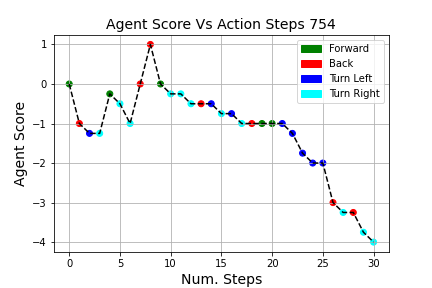 Agent Score Vs Action Steps 754
Forward
Back
Turn Left
Turn Right
Agent Score
1
0
−1
−2
−3
−4
0 5 10 15 20 25 30
Num. Steps